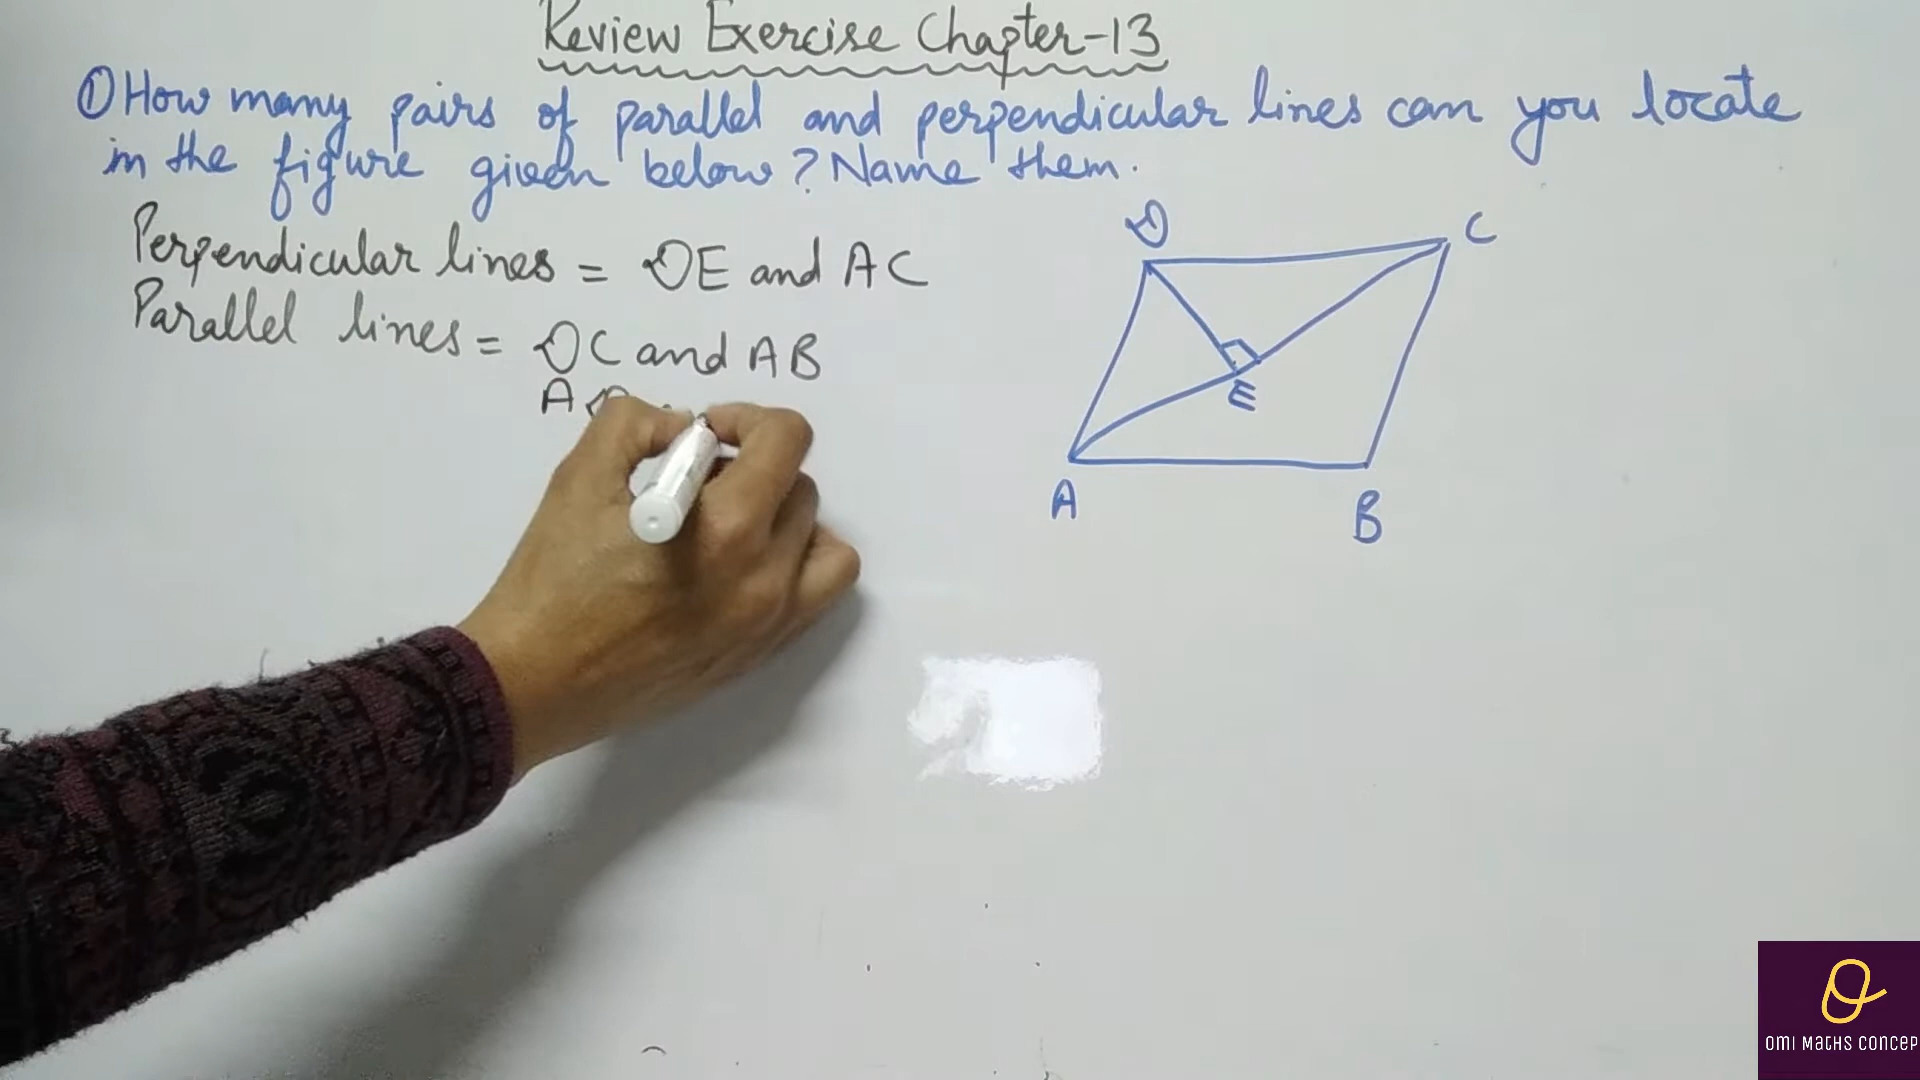 Review Exercise Chapter-13
① How many pairs of parallel and perpendicular lines can you locate
in the figure given below? Name them.
Perpendicular lines = DE and AC
Parallel lines = DC and AB
A
D
C
E
A
B
OMI MATHS CONCEP